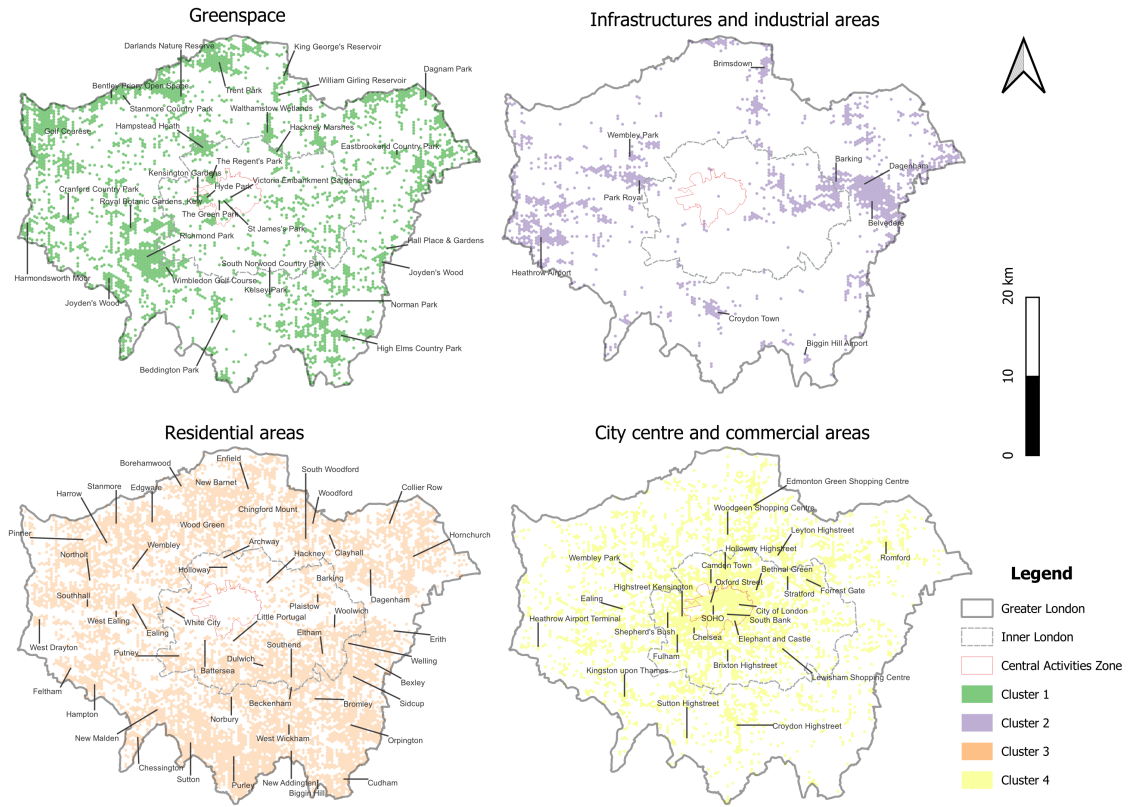 Greenspace
Darlands Nature Reserve
King George's Reservoir
William Girling Reservoir
Dagnam Park
Bentley Priory Open Space
Trent Park
Stanmore Country Park
Walthamstow Wetlands
Hampstead Heath
Hackney Marshes
Golf Courese
Eastbrookend Country Park
The Regent's Park
Kensington Gardens
Victoria Embankment Gardens
Cranford Country Park
Hyde Park
Royal Botanic Gardens, Kew
The Green Park
St James's Park
Richmond Park
Hall Place & Gardens
South Norwood Country Park
Joyden's Wood
Harmondsworth Moor
Wimbledon Golf Course
Kelsey Park
Joyden's Wood
Norman Park
High Elms Country Park
Beddington Park
Infrastructures and industrial areas
Brimsdown
Wembley Park
Barking
Dagenham
Park Royal
Belvedere
Heathrow Airport
Croydon Town
Biggin Hill Airport
20 km
10
0
Residential areas
Enfield
Borehamwood
South Woodford
Stanmore
Edgware
New Barnet
Woodford
Collier Row
Harrow
Chingford Mount
Pinner
Wood Green
Hornchurch
Northolt
Wembley
Archway
Hackney
Clayhall
Holloway
Barking
Southall
Dagenham
Plaistow
Woolwich
West Ealing
White City
Little Portugal
Ealing
Eltham
Erith
West Drayton
Putney
Southend
Dulwich
Welling
Battersea
Bexley
Feltham
Sidcup
Hampton
Beckenham
Bromley
Norbury
New Malden
West Wickham
Orpington
Chessington
Sutton
Purley
New Addington
Cudham
Biggin Hill
City centre and commercial areas
Edmonton Green Shopping Centre
Woodgeen Shopping Centre
Leyton Highstreet
Holloway Highstreet
Romford
Wembley Park
Camden Town
Bethnal Green
Highstreet Kensington
Oxford Street
Stratford
Forrest Gate
Ealing
City of London
Heathrow Airport Terminal
SOHO
South Bank
Shepherd's Bush
Chelsea
Elephant and Castle
Fulham
Kingston upon Thames
Brixton Highstreet
Lewisham Shopping Centre
Sutton Highstreet
Croydon Highstreet
Legend
Greater London
Inner London
Central Activities Zone
Cluster 1
Cluster 2
Cluster 3
Cluster 4